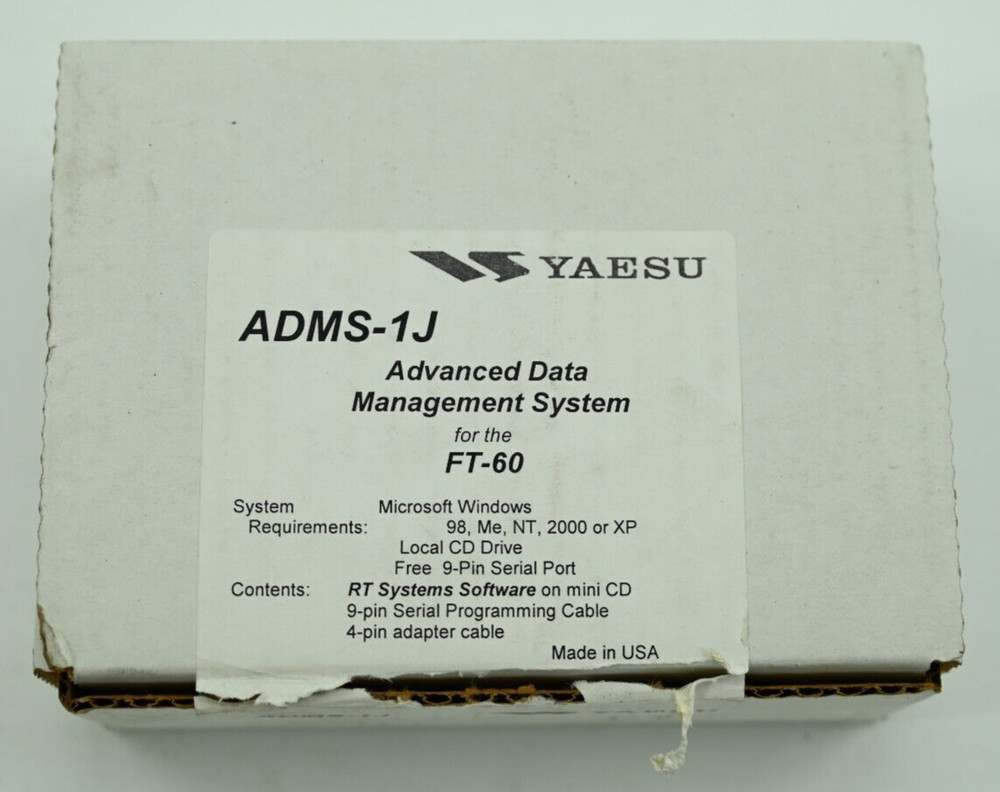 YAESU
ADMS-1J
Advanced Data
Management System
for the
FT-60
System Microsoft Windows
Requirements: 98, Me, NT, 2000 or XP
Local CD Drive
Free 9-Pin Serial Port
Contents: RT Systems Software on mini CD
9-pin Serial Programming Cable
4-pin adapter cable
Made in USA
ADMS-1J